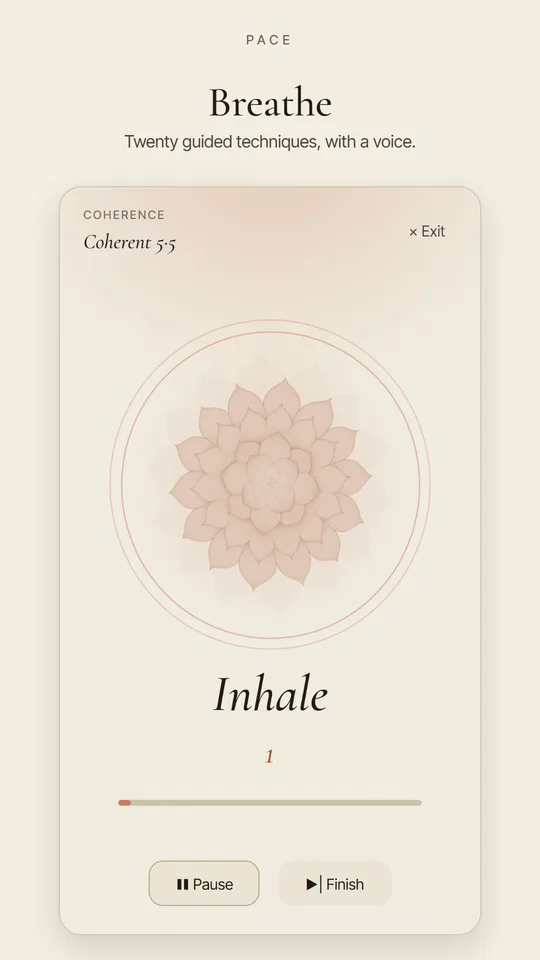 PACE
Breathe
Twenty guided techniques, with a voice.
COHERENCE
Coherent 5·5
× Exit
Inhale
1
Pause
Finish